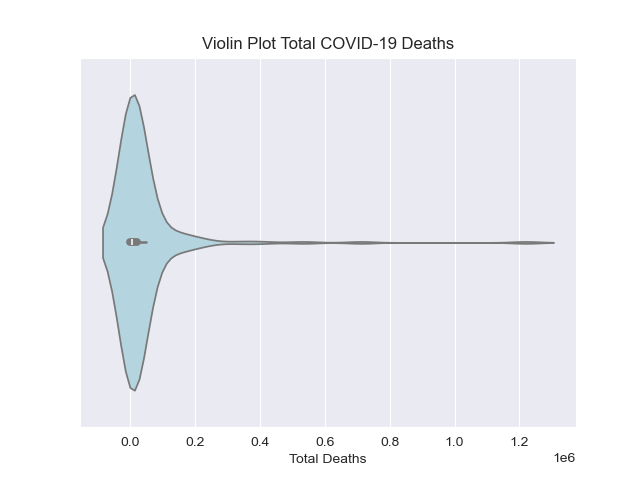 Violin Plot Total COVID-19 Deaths
0.0 0.2 0.4 0.6 0.8 1.0 1.2
Total Deaths
1e6